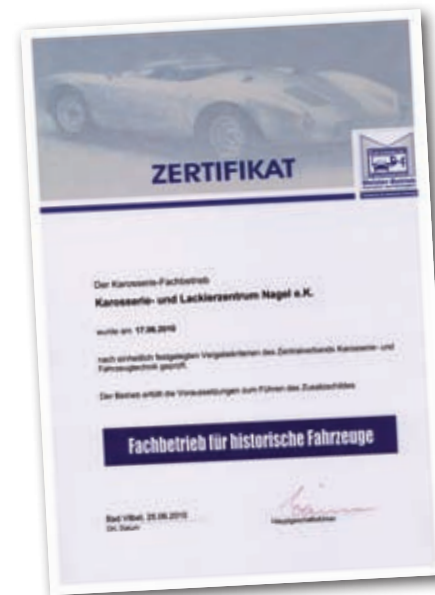 ZERTIFIKAT
Der Karosserie-Fachbetrieb
Karosserie- und Lackierzentrum Nagel e.K.
wurde am 17.06.2010
nach einheitlich festgelegten Vergabekriterien des Zentralverbands Karosserie- und
Fahrzeugtechnik geprüft.
Der Betrieb erfüllt die Voraussetzungen zum Führen des Zusatzschildes
Fachbetrieb für historische Fahrzeuge
Bad Vilbel, 25.06.2010
Ort, Datum
Hauptgeschäftsführer